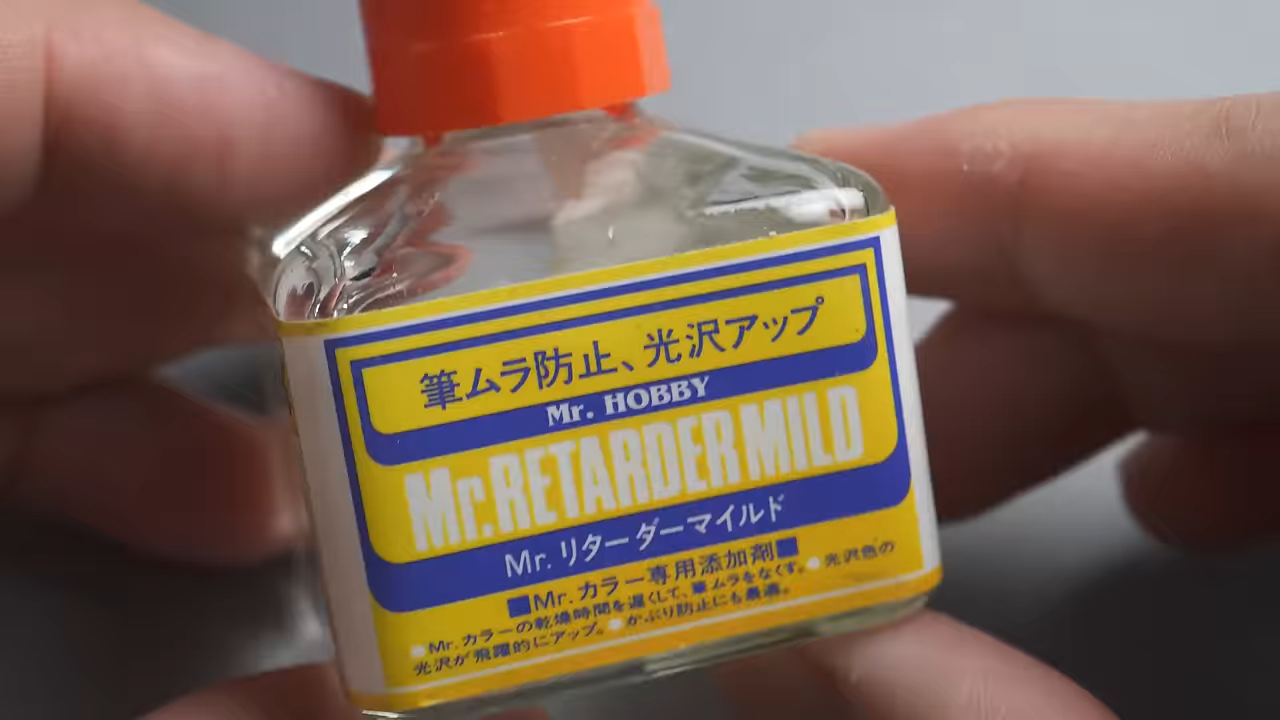 筆ムラ防止、光沢アップ
Mr. HOBBY
Mr.RETARDER MILD
Mr. リターダーマイルド
■Mr.カラー専用添加剤■
●Mr.カラーの乾燥時間を遅くして、筆ムラをなくす。●光沢色の
光沢が飛躍的にアップ。●かぶり防止にも最適。